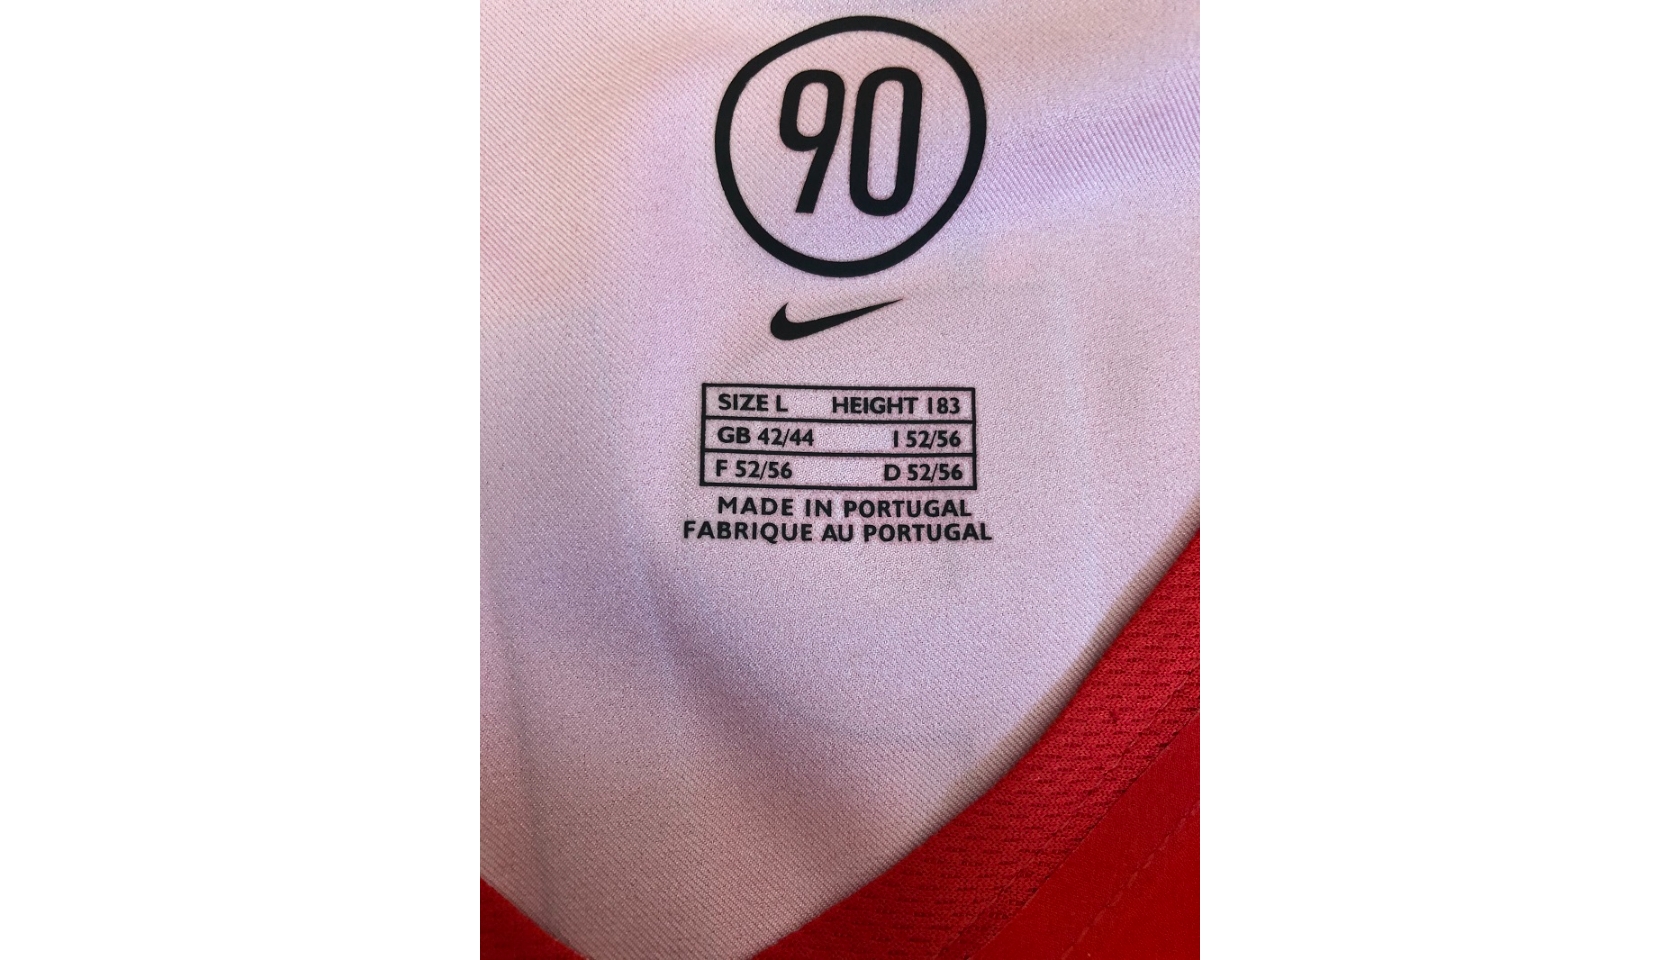 90
SIZE L HEIGHT 183
GB 42/44 I 52/56
F 52/56 D 52/56
MADE IN PORTUGAL
FABRIQUE AU PORTUGAL